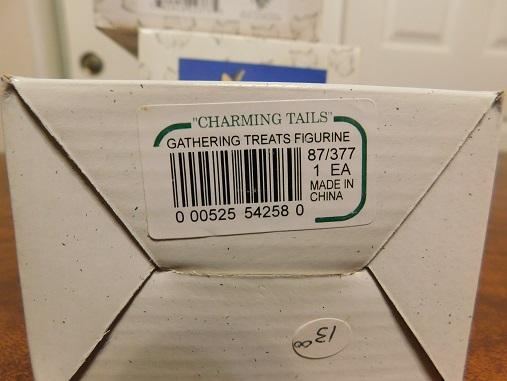 "CHARMING TAILS"
GATHERING TREATS FIGURINE
87/377
1 EA
MADE IN
CHINA
0 00525 54258 0
13 00